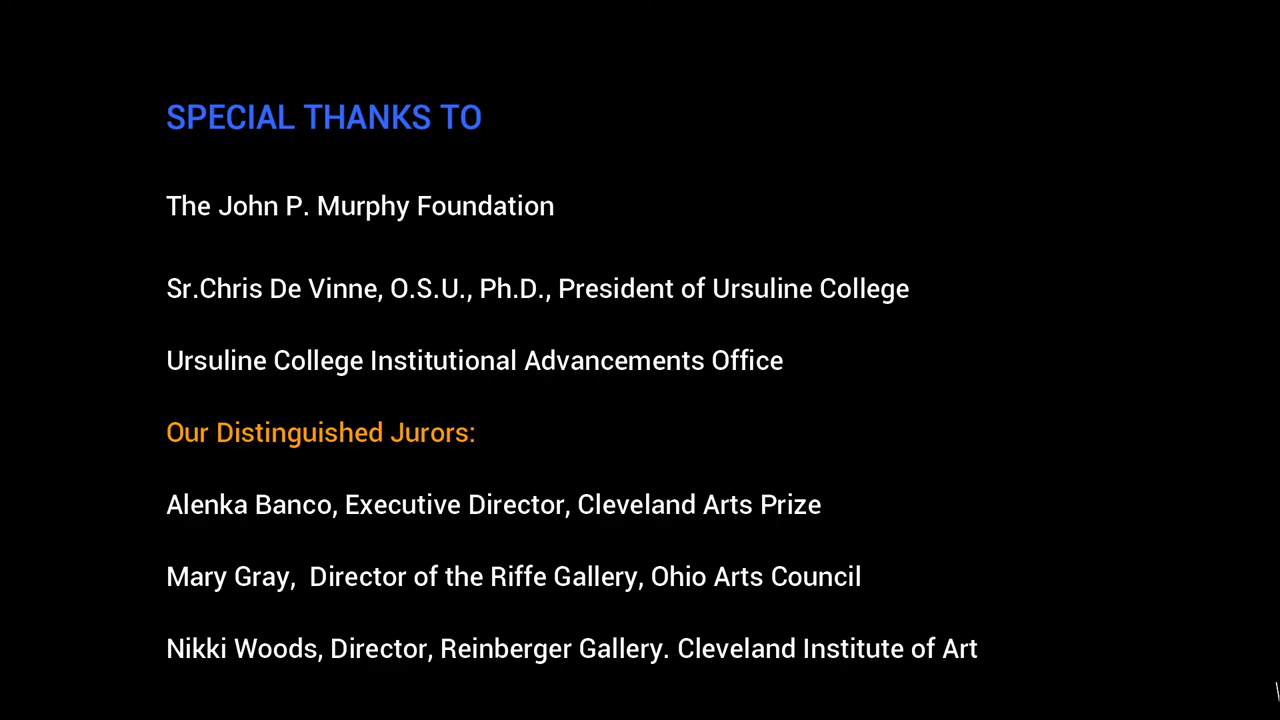 SPECIAL THANKS TO
The John P. Murphy Foundation
Sr.Chris De Vinne, O.S.U., Ph.D., President of Ursuline College
Ursuline College Institutional Advancements Office
Our Distinguished Jurors:
Alenka Banco, Executive Director, Cleveland Arts Prize
Mary Gray,  Director of the Riffe Gallery, Ohio Arts Council
Nikki Woods, Director, Reinberger Gallery. Cleveland Institute of Art